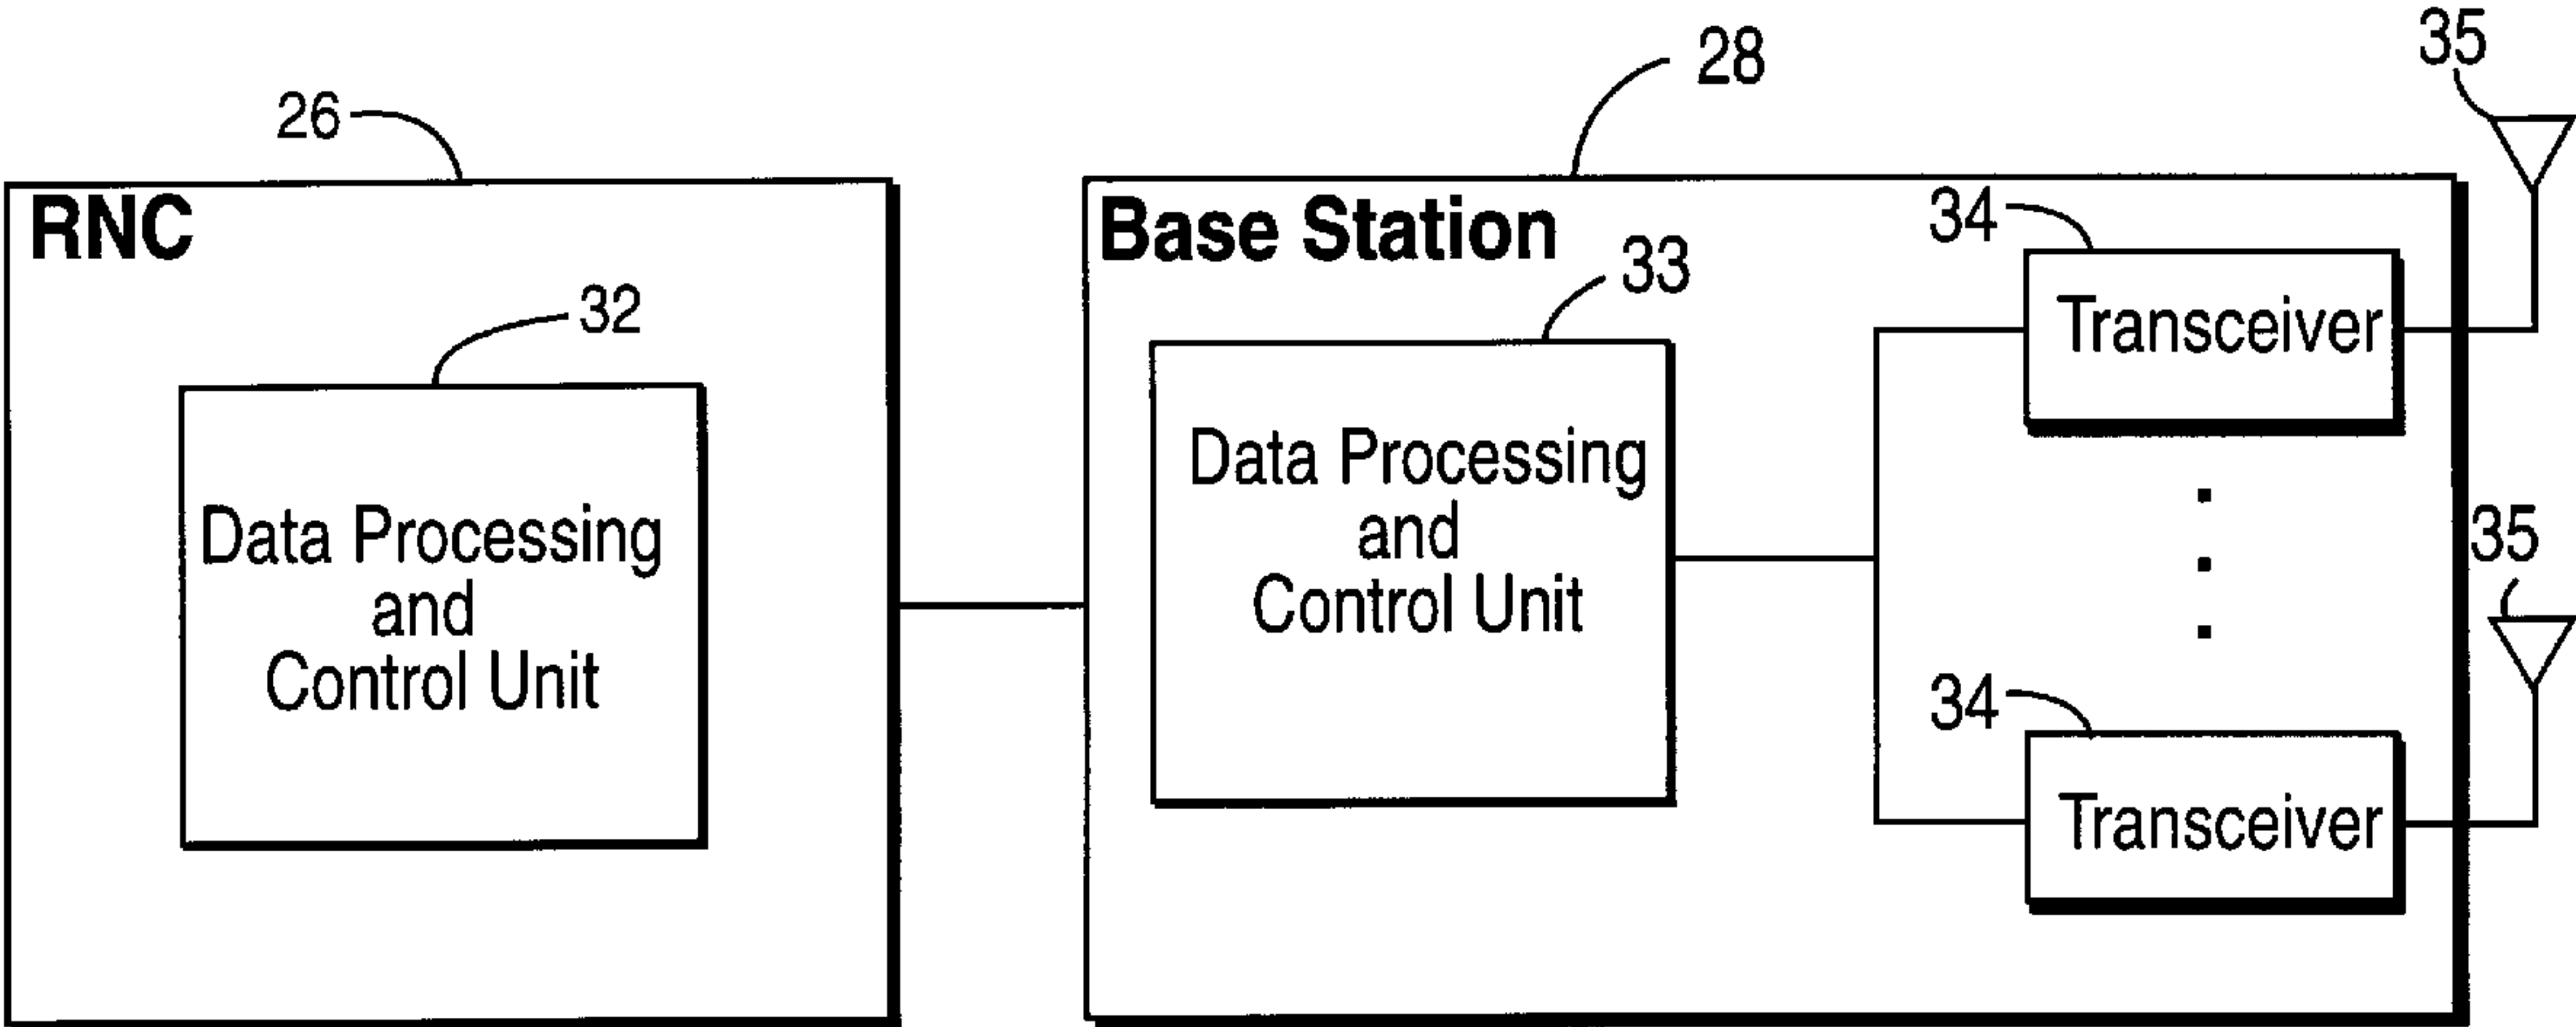 26
RNC
32
Data Processing
and
Control Unit
28
Base Station
33
Data Processing
and
Control Unit
34
Transceiver
35
34
Transceiver
35